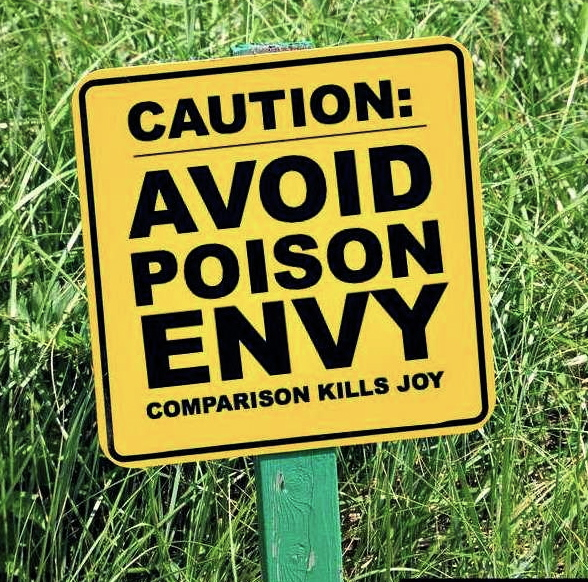 CAUTION:
AVOID
POISON
ENVY
COMPARISON KILLS JOY